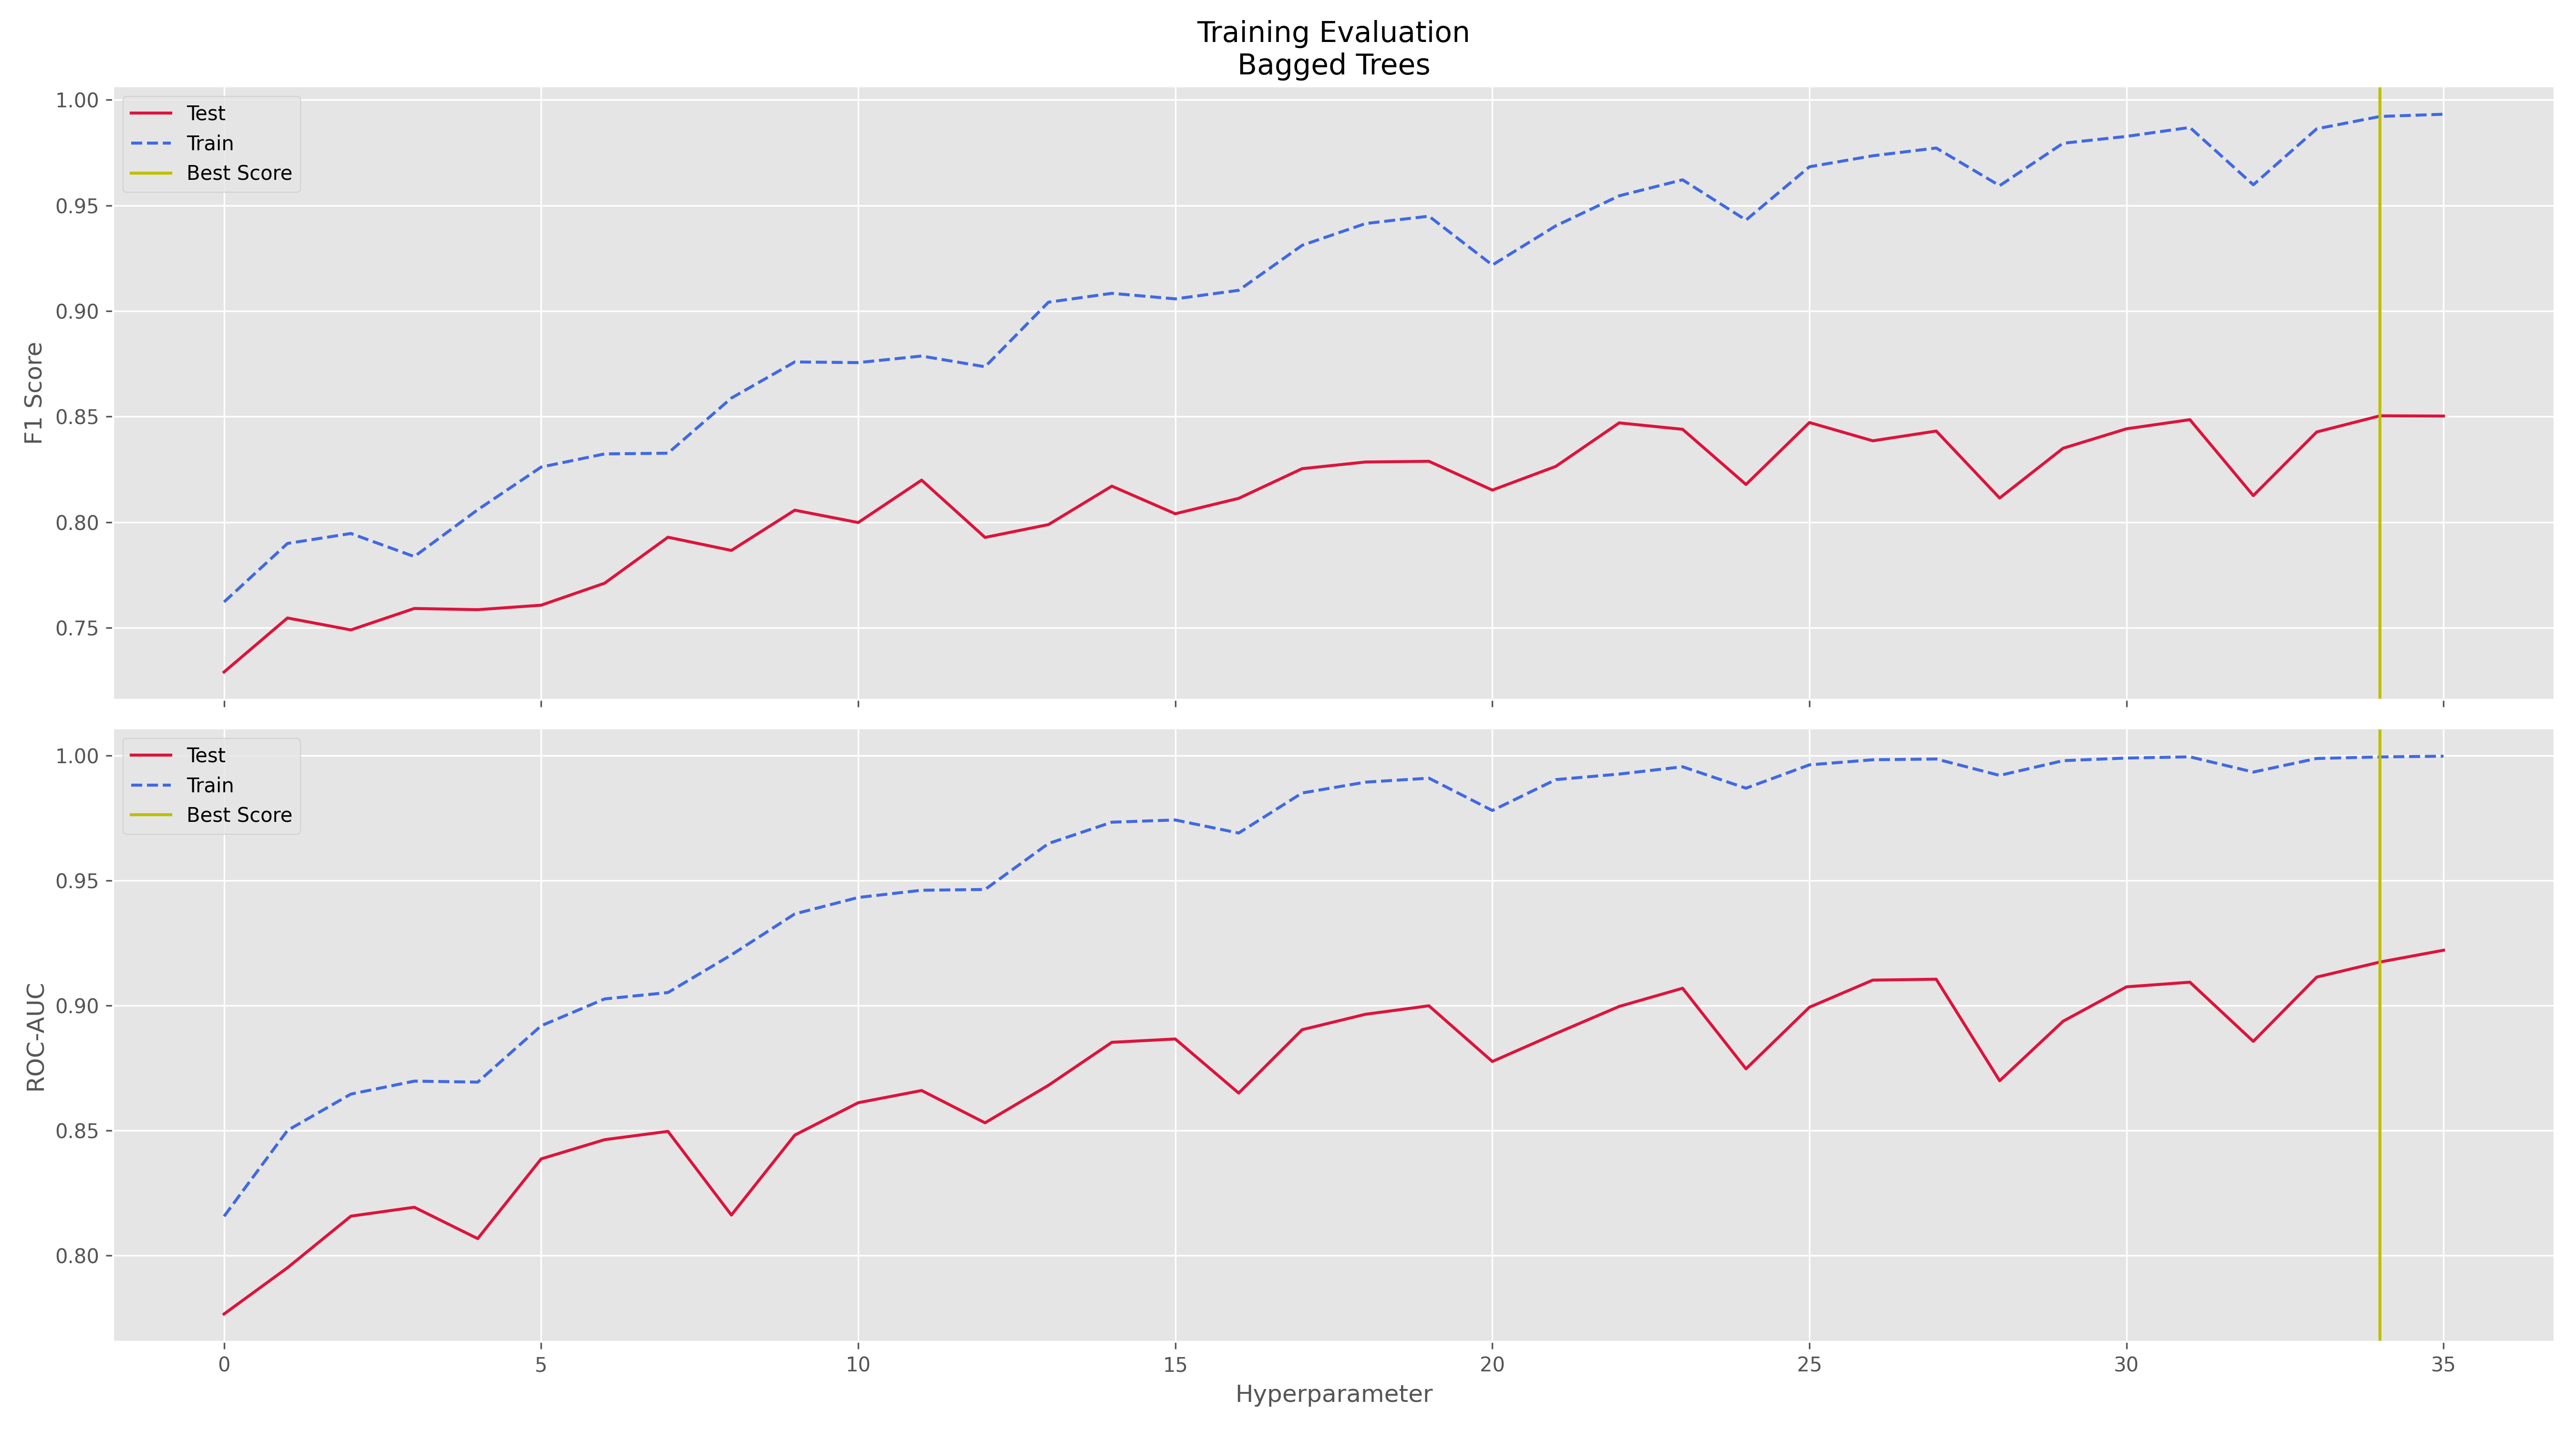 Training Evaluation
Bagged Trees
1.00
0.95
0.90
0.85
0.80
0.75
F1 Score
Test
Train
Best Score
1.00
0.95
0.90
0.85
0.80
ROC-AUC
Test
Train
Best Score
0 5 10 15 20 25 30 35
Hyperparameter